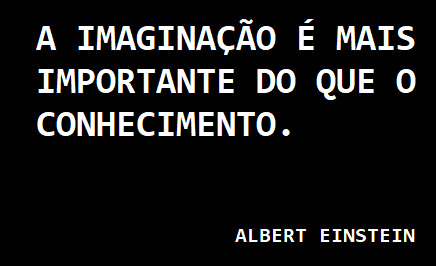 A IMAGINAÇÃO É MAIS
IMPORTANTE DO QUE O
CONHECIMENTO.
ALBERT EINSTEIN